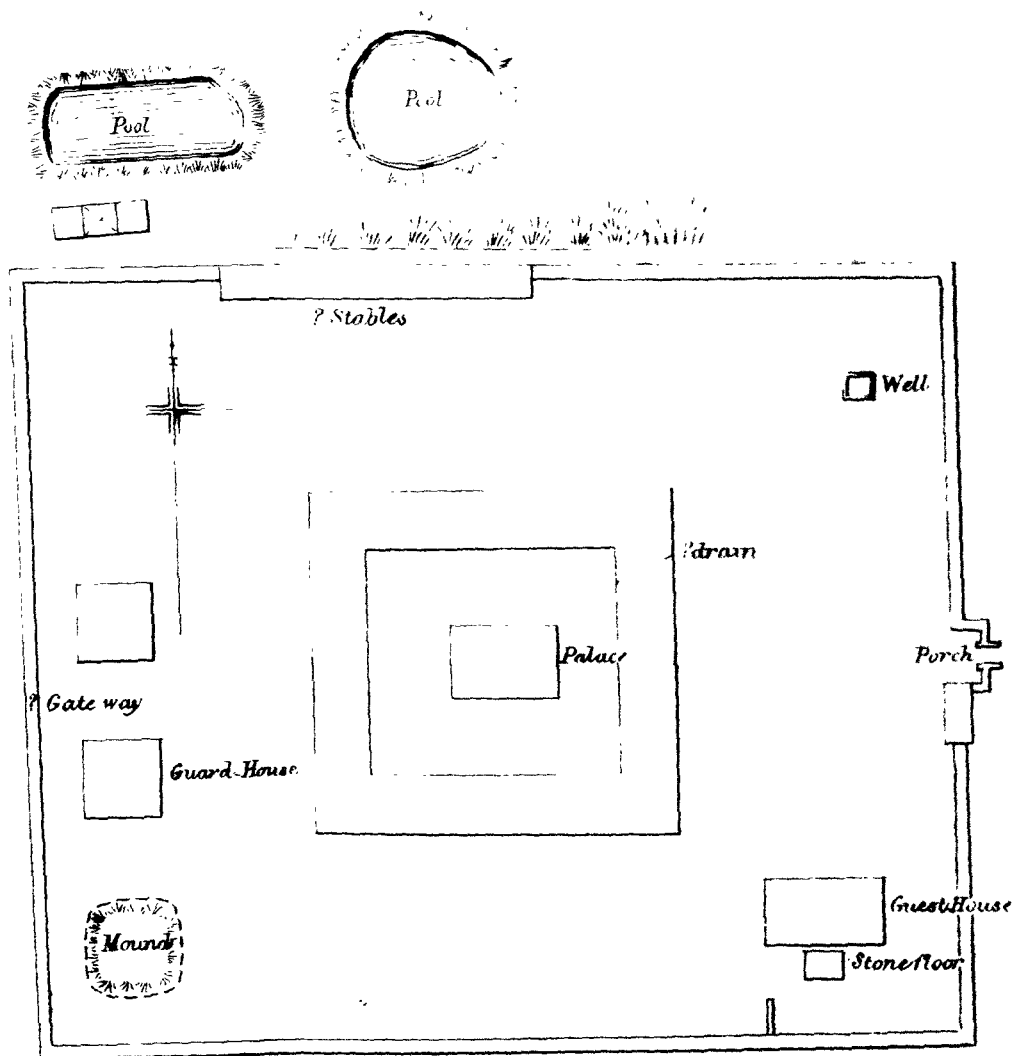 Pool
Pool
? Stables
N
Well
? drain
Palace
Porch
? Gate way
Guard-House
Guest House
Mound
Stone floor